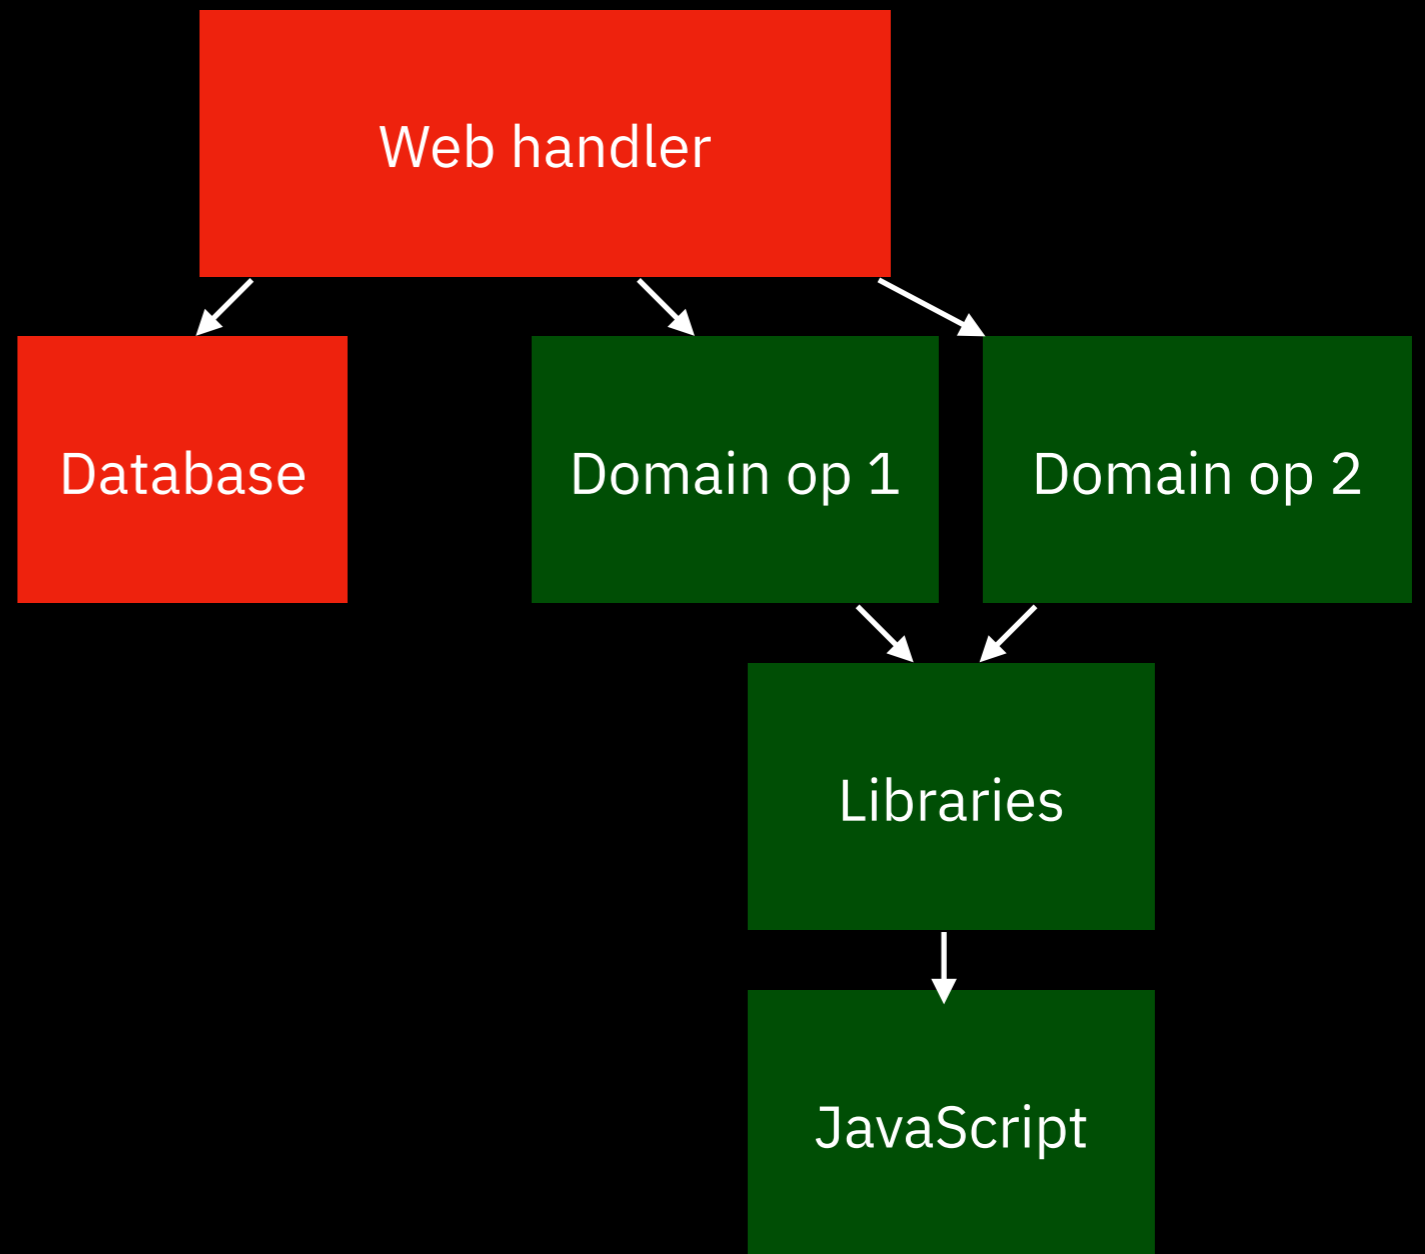 Web handler
Database
Domain op 1
Domain op 2
Libraries
JavaScript